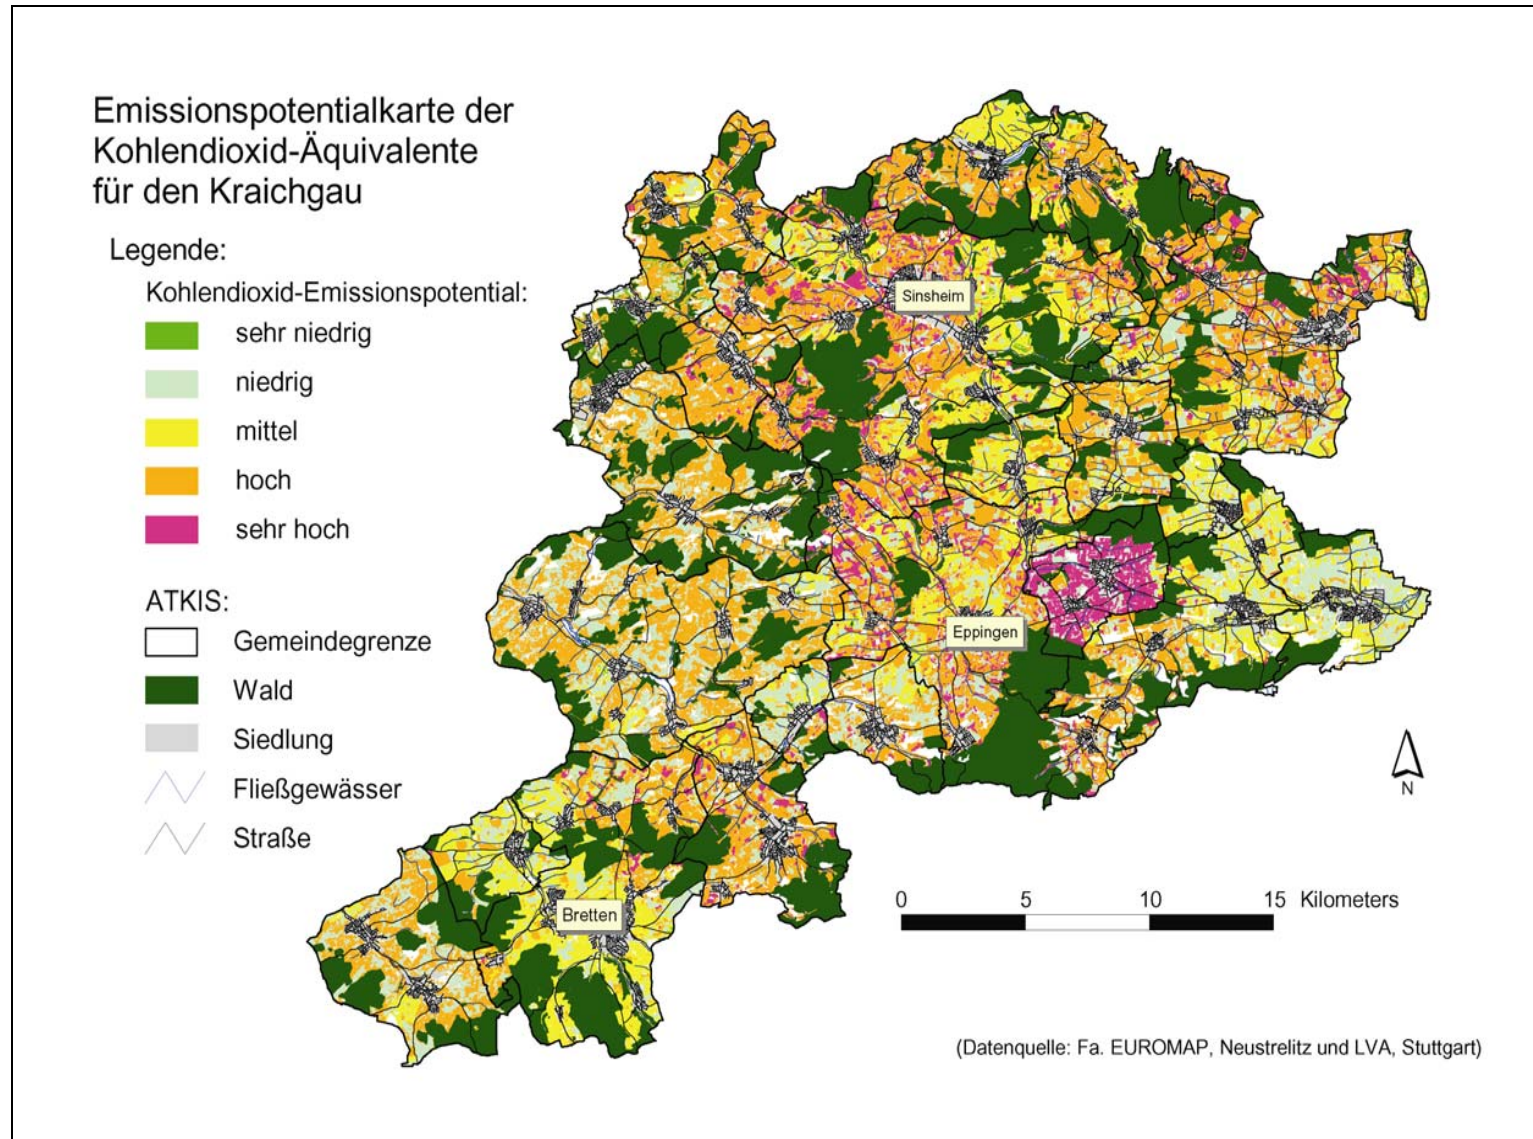 Emissionspotentialkarte der
Kohlendioxid-Äquivalente
für den Kraichgau
Legende:
Kohlendioxid-Emissionspotential:
sehr niedrig
niedrig
mittel
hoch
sehr hoch
ATKIS:
Gemeindegrenze
Wald
Siedlung
Fließgewässer
Straße
Sinsheim
Eppingen
Bretten
N
0 5 10 15 Kilometers
(Datenquelle: Fa. EUROMAP, Neustrelitz und LVA, Stuttgart)